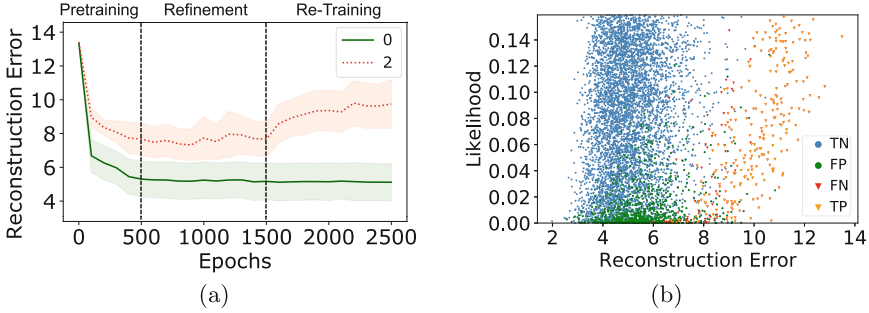 Pretraining Refinement Re-Training
14
12
10
8
6
4
Reconstruction Error
0
2
0 500 1000 1500 2000 2500
Epochs
(a)
0.14
0.12
0.10
0.08
0.06
0.04
0.02
0.00
Likelihood
TN
FP
FN
TP
2 4 6 8 10 12 14
Reconstruction Error
(b)